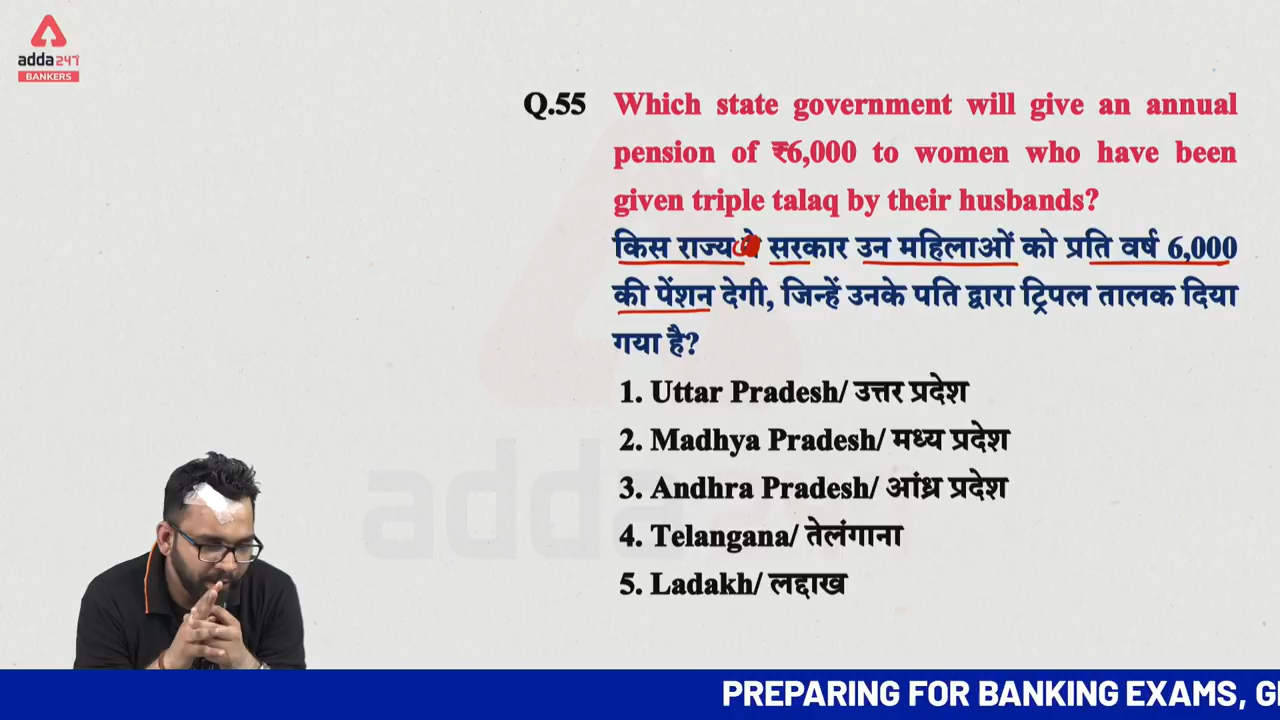 adda247
BANKERS
Q.55 Which state government will give an annual
pension of ₹6,000 to women who have been
given triple talaq by their husbands?
किस राज्य सरकार उन महिलाओं को प्रति वर्ष 6,000
की पेंशन देगी, जिन्हें उनके पति द्वारा ट्रिपल तालक दिया
गया है?
1. Uttar Pradesh/ उत्तर प्रदेश
2. Madhya Pradesh/ मध्य प्रदेश
3. Andhra Pradesh/ आंध्र प्रदेश
4. Telangana/ तेलंगाना
5. Ladakh/ लद्दाख
adda247
PREPARING FOR BANKING EXAMS,